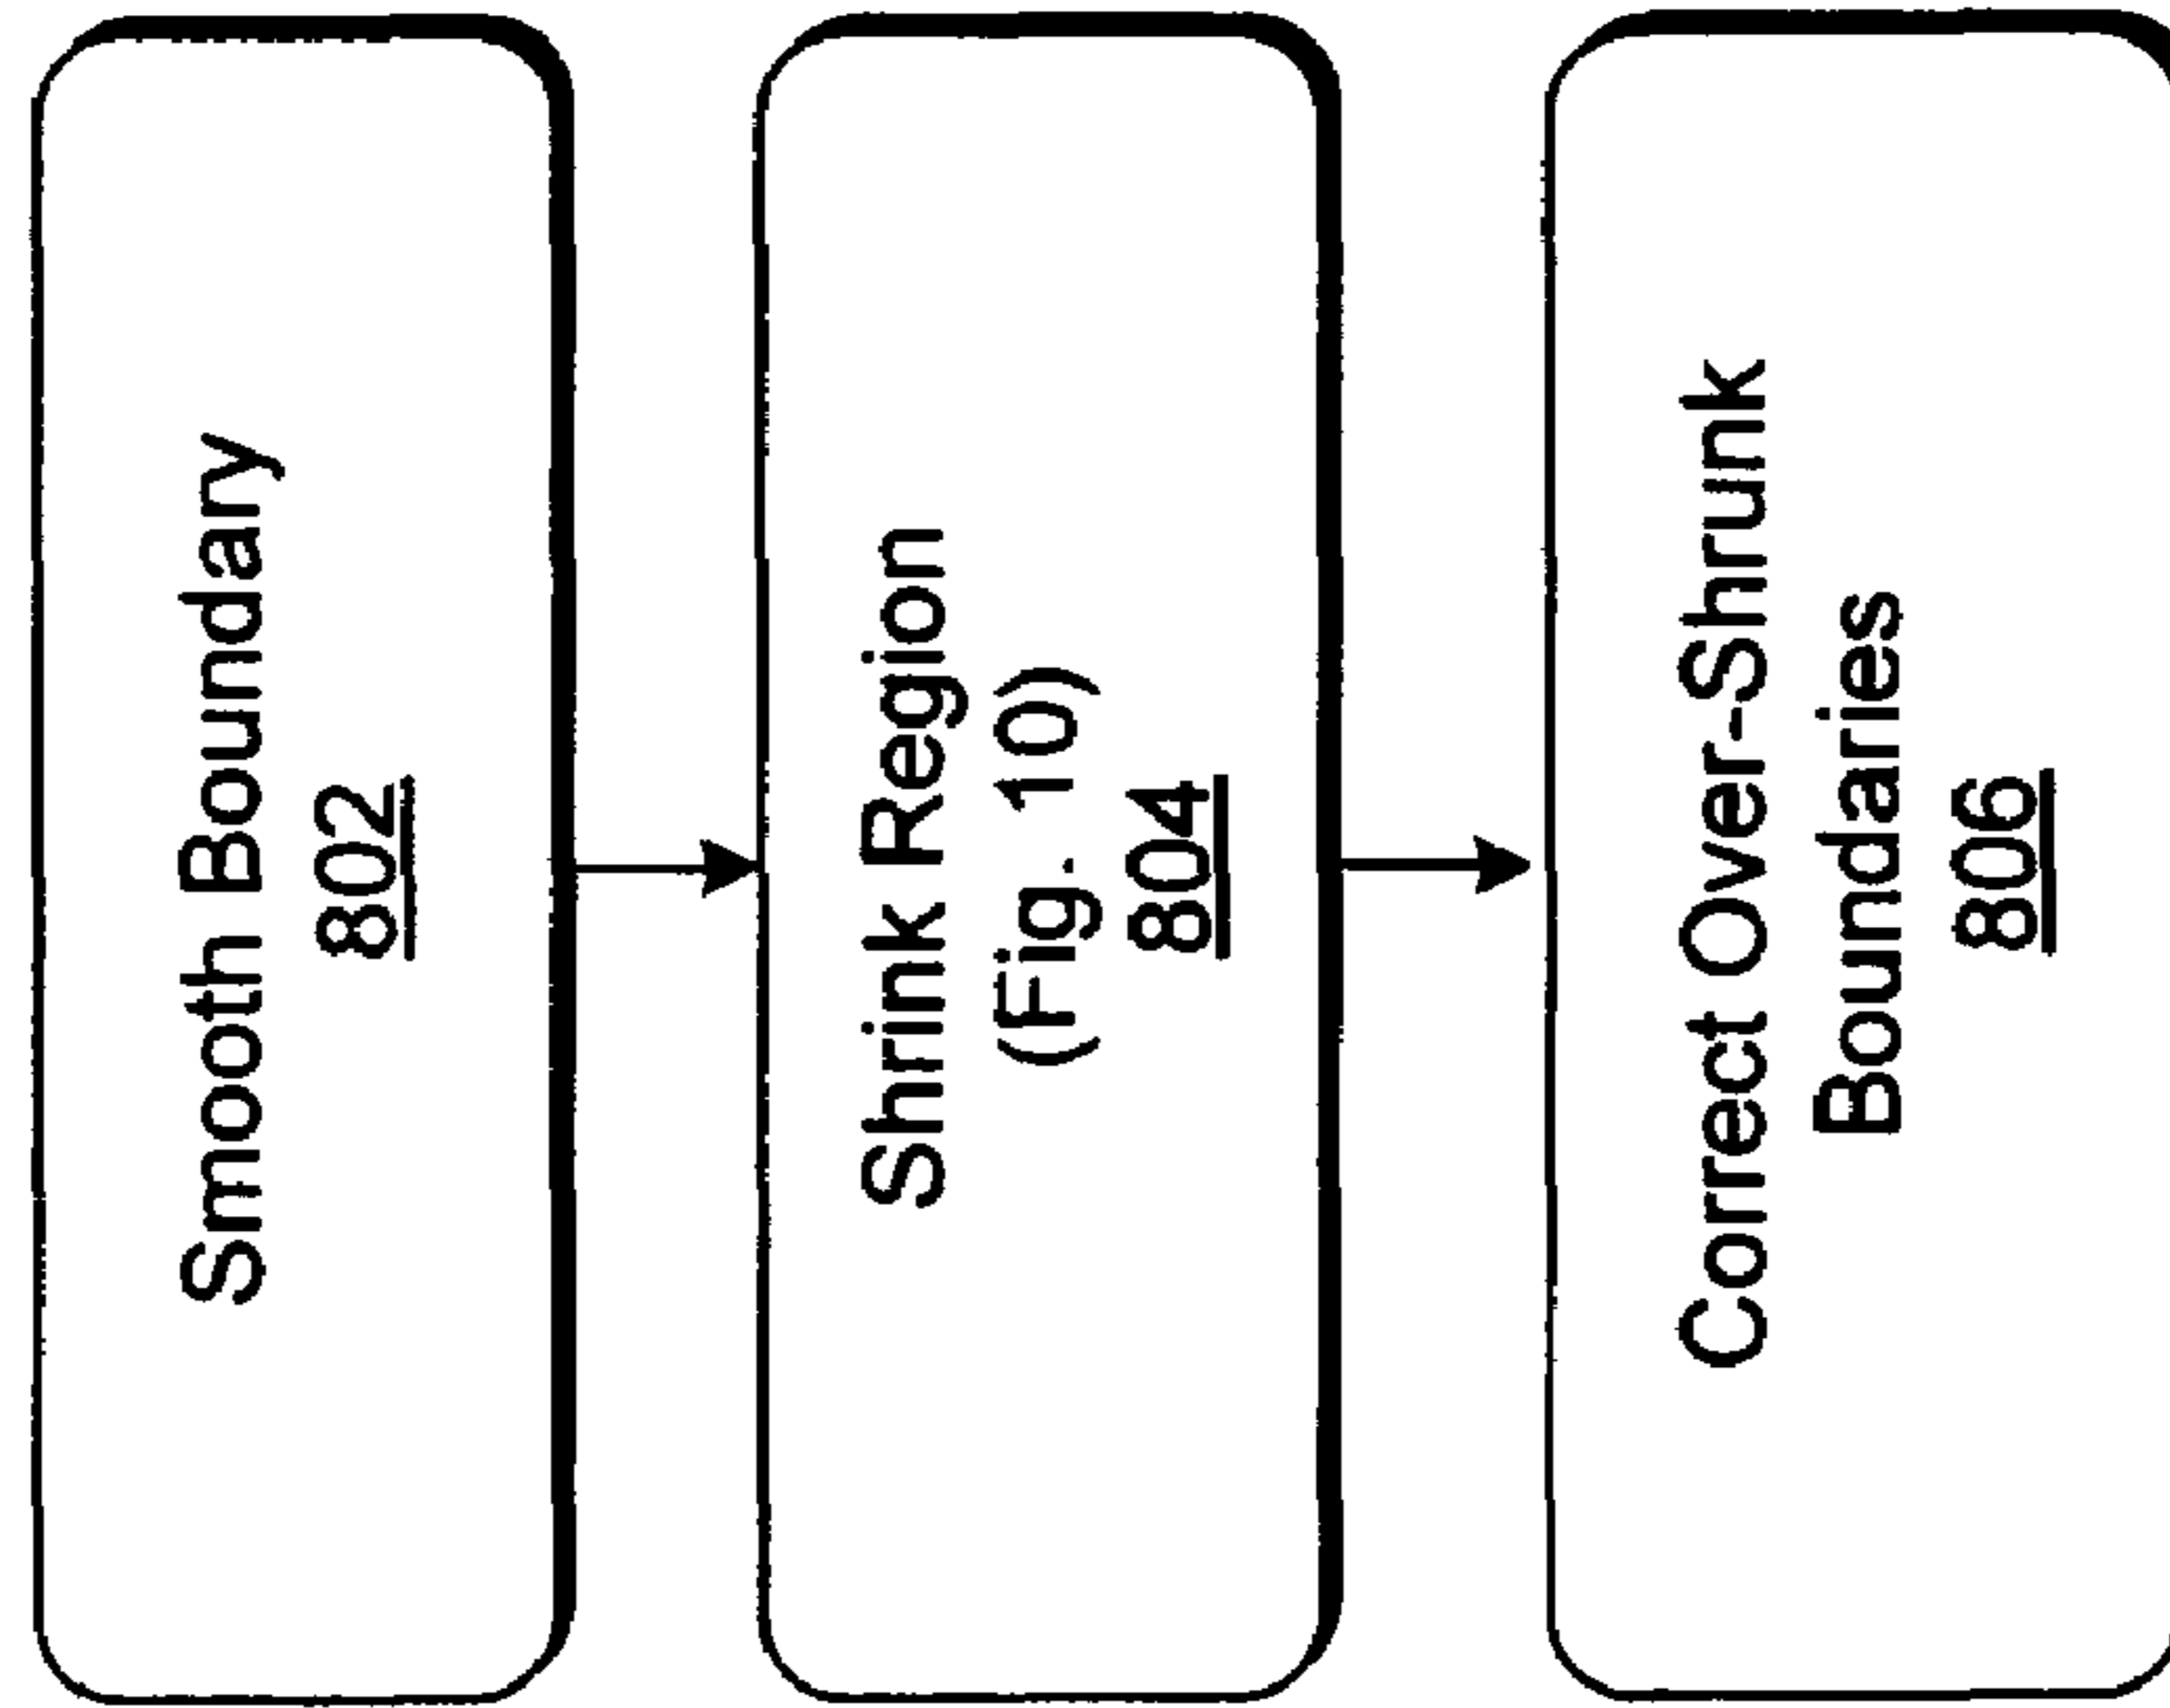 Smooth Boundary
802
Shrink Region
(Fig. 10)
804
Correct Over-Shrunk
Boundaries
806